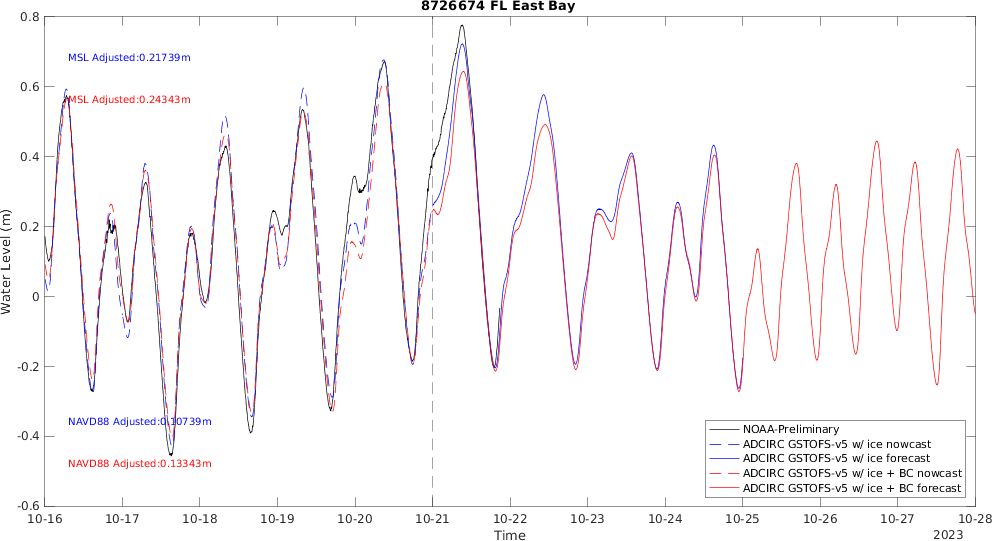 8726674 FL East Bay
0.8
MSL Adjusted:0.21739m
0.6
MSL Adjusted:0.24343m
0.4
0.2
Water Level (m)
0
-0.2
NAVD88 Adjusted:0.10739m
-0.4
NAVD88 Adjusted:0.13343m
-0.6
NOAA-Preliminary
ADCIRC GSTOFS-v5 w/ ice nowcast
ADCIRC GSTOFS-v5 w/ ice forecast
ADCIRC GSTOFS-v5 w/ ice + BC nowcast
ADCIRC GSTOFS-v5 w/ ice + BC forecast
10-16 10-17 10-18 10-19 10-20 10-21 10-22 10-23 10-24 10-25 10-26 10-27 10-28
Time
2023